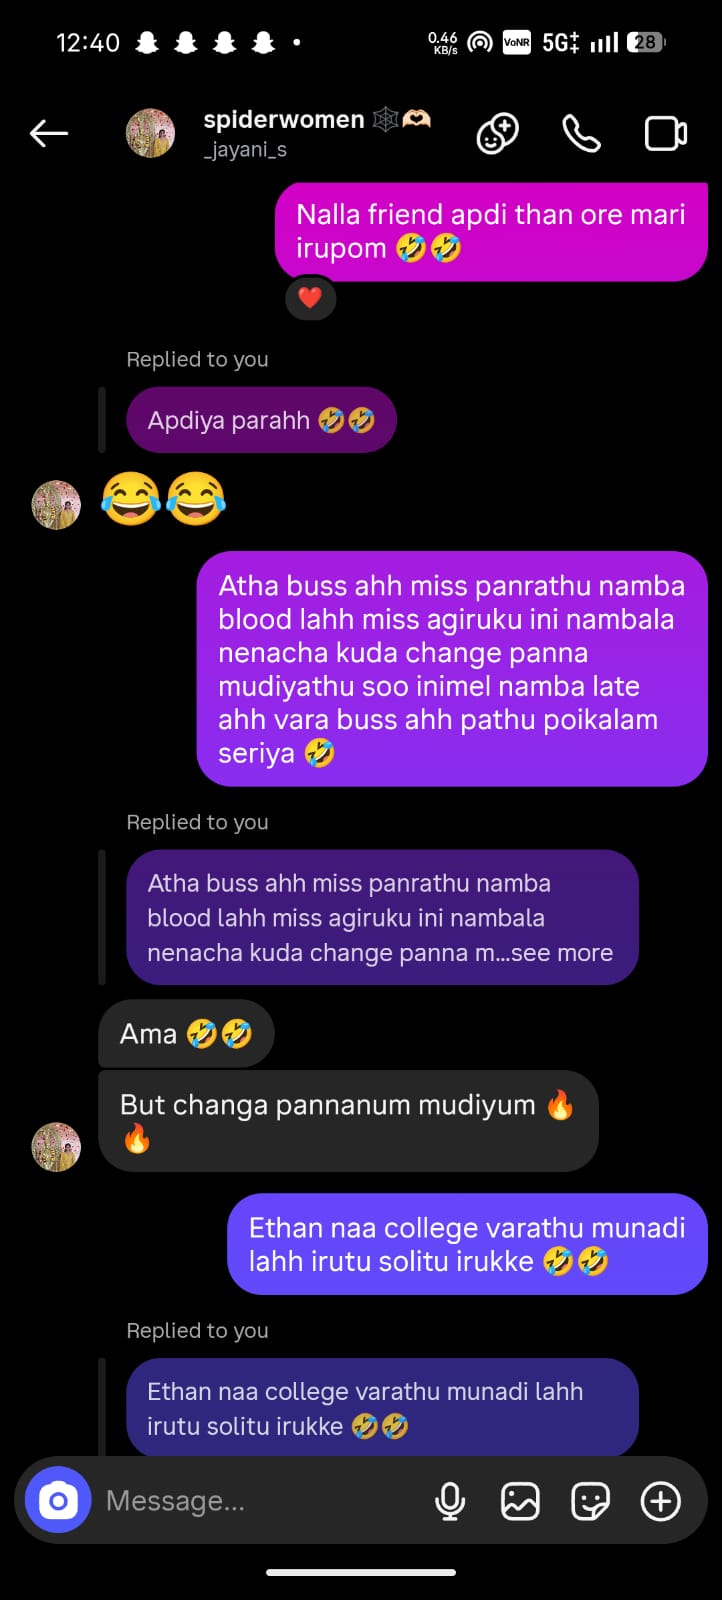 12:40
0.46
KB/s
VoNR
5G
28
spiderwomen 🕸️🫶🏻
_jayani_s
Nalla friend apdi than ore mari
irupom 🤣🤣
❤️
Replied to you
Apdiya parahh 🤣🤣
😂😂
Atha buss ahh miss panrathu namba
blood lahh miss agiruku ini nambala
nenacha kuda change panna
mudiyathu soo inimel namba late
ahh vara buss ahh pathu poikalam
seriya 🤣
Replied to you
Atha buss ahh miss panrathu namba
blood lahh miss agiruku ini nambala
nenacha kuda change panna m...see more
Ama 🤣🤣
But changa pannanum mudiyum 🔥
🔥
Ethan naa college varathu munadi
lahh irutu solitu irukke 🤣🤣
Replied to you
Ethan naa college varathu munadi lahh
irutu solitu irukke 🤣🤣
Message...